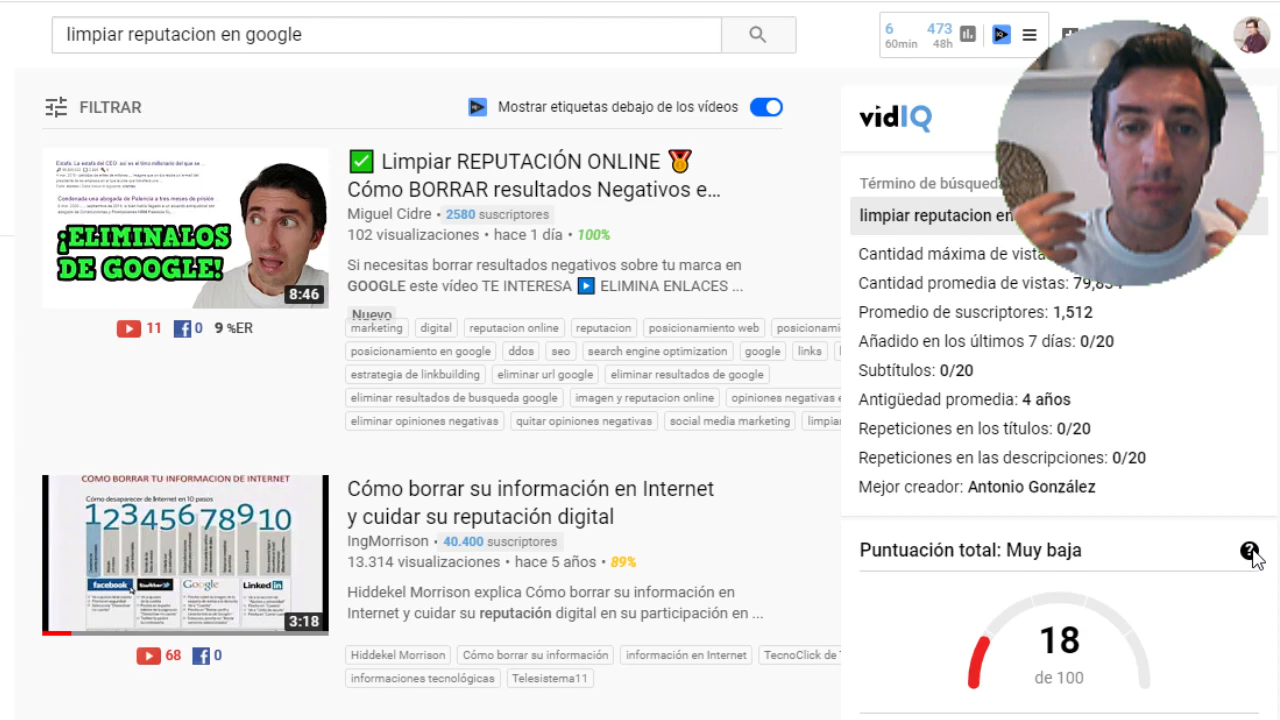 limpiar reputacion en google
6 473
60min 48h
FILTRAR
Mostrar etiquetas debajo de los vídeos
¡ELIMINALOS
DE GOOGLE!
8:46
11 0 9 %ER
✅ Limpiar REPUTACIÓN ONLINE 🏅
Cómo BORRAR resultados Negativos e...
Miguel Cidre • 2580 suscriptores
102 visualizaciones • hace 1 día • 100%
Si necesitas borrar resultados negativos sobre tu marca en
GOOGLE este vídeo TE INTERESA ▶ ELIMINA ENLACES ...
Nuevo
marketing digital reputacion online reputacion posicionamiento web posicionami
posicionamiento en google ddos seo search engine optimization google links
estrategia de linkbuilding eliminar url google eliminar resultados de google
eliminar resultados de busqueda google imagen y reputacion online opiniones negativas e
eliminar opiniones negativas quitar opiniones negativas social media marketing limpiar
COMO BORRAR TU INFORMACION DE INTERNET
Cómo desaparecer de Internet en 10 pasos
1 2 3 4 5 6 7 8 9 10
facebook twitter Google Linked in
3:18
68 0
Cómo borrar su información en Internet
y cuidar su reputación digital
IngMorrison • 40.400 suscriptores
13.314 visualizaciones • hace 5 años • 89%
Hiddekel Morrison explica Cómo borrar su información en
Internet y cuidar su reputación digital en su participación en ...
Hiddekel Morrison Cómo borrar su información información en Internet TecnoClick de
informaciones tecnológicas Telesistema11
vidIQ
Término de búsqueda
limpiar reputacion en
Cantidad máxima de vista
Cantidad promedia de vistas: 79,834
Promedio de suscriptores: 1,512
Añadido en los últimos 7 días: 0/20
Subtítulos: 0/20
Antigüedad promedia: 4 años
Repeticiones en los títulos: 0/20
Repeticiones en las descripciones: 0/20
Mejor creador: Antonio González
Puntuación total: Muy baja
?
18
de 100